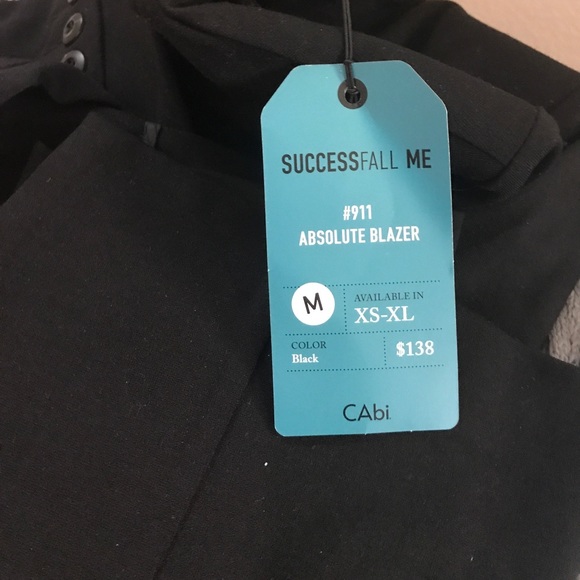 SUCCESSFALL ME
#911
ABSOLUTE BLAZER
M
AVAILABLE IN
XS-XL
COLOR
Black
$138
CAbi